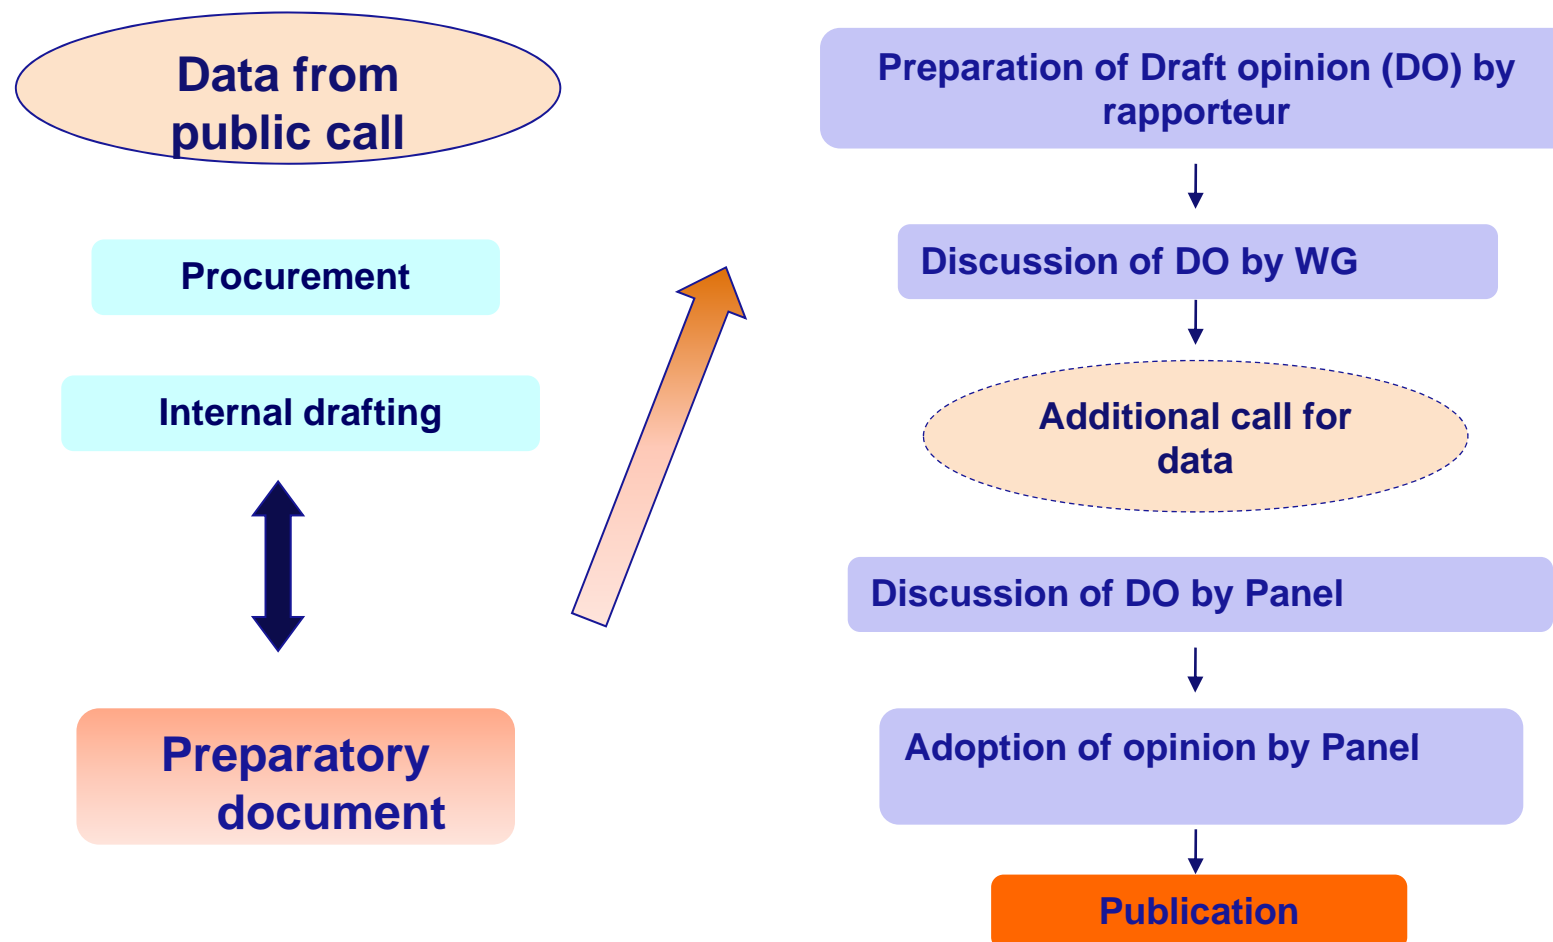 Data from
public call
Procurement
Internal drafting
Preparatory
document
Preparation of Draft opinion (DO) by
rapporteur
Discussion of DO by WG
Additional call for
data
Discussion of DO by Panel
Adoption of opinion by Panel
Publication